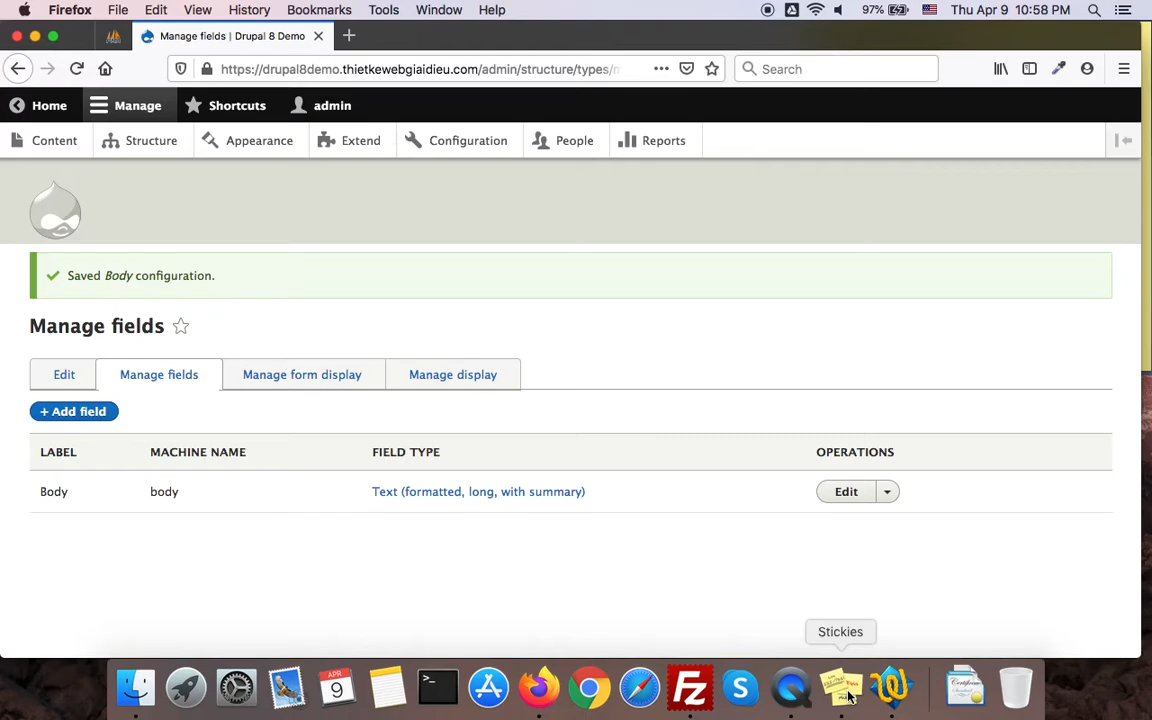 Firefox File Edit View History Bookmarks Tools Window Help 97% Thu Apr 9 10:58 PM
Manage fields | Drupal 8 Demo
https://drupal8demo.thietkewebgiaidieu.com/admin/structure/types/m
Search
Home Manage Shortcuts admin
Content Structure Appearance Extend Configuration People Reports
Saved Body configuration.
Manage fields
Edit Manage fields Manage form display Manage display
+ Add field
LABEL MACHINE NAME FIELD TYPE OPERATIONS
Body body Text (formatted, long, with summary) Edit
Stickies
APR
9
>_
Fz
S